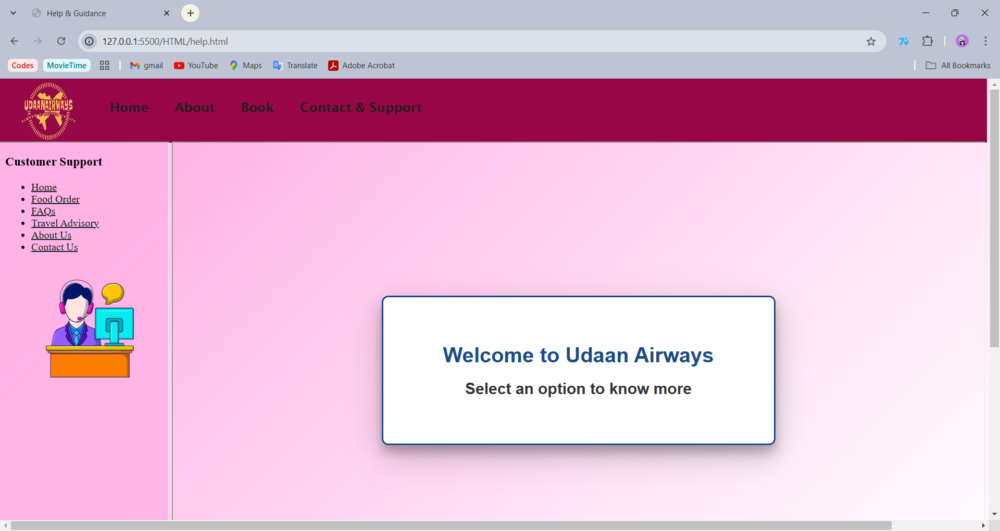 Help & Guidance
127.0.0.1:5500/HTML/help.html
Codes MovieTime gmail YouTube Maps Translate Adobe Acrobat All Bookmarks
UDAANAIRWAYS
Home About Book Contact & Support
Customer Support
Home
Food Order
FAQs
Travel Advisory
About Us
Contact Us
Welcome to Udaan Airways
Select an option to know more